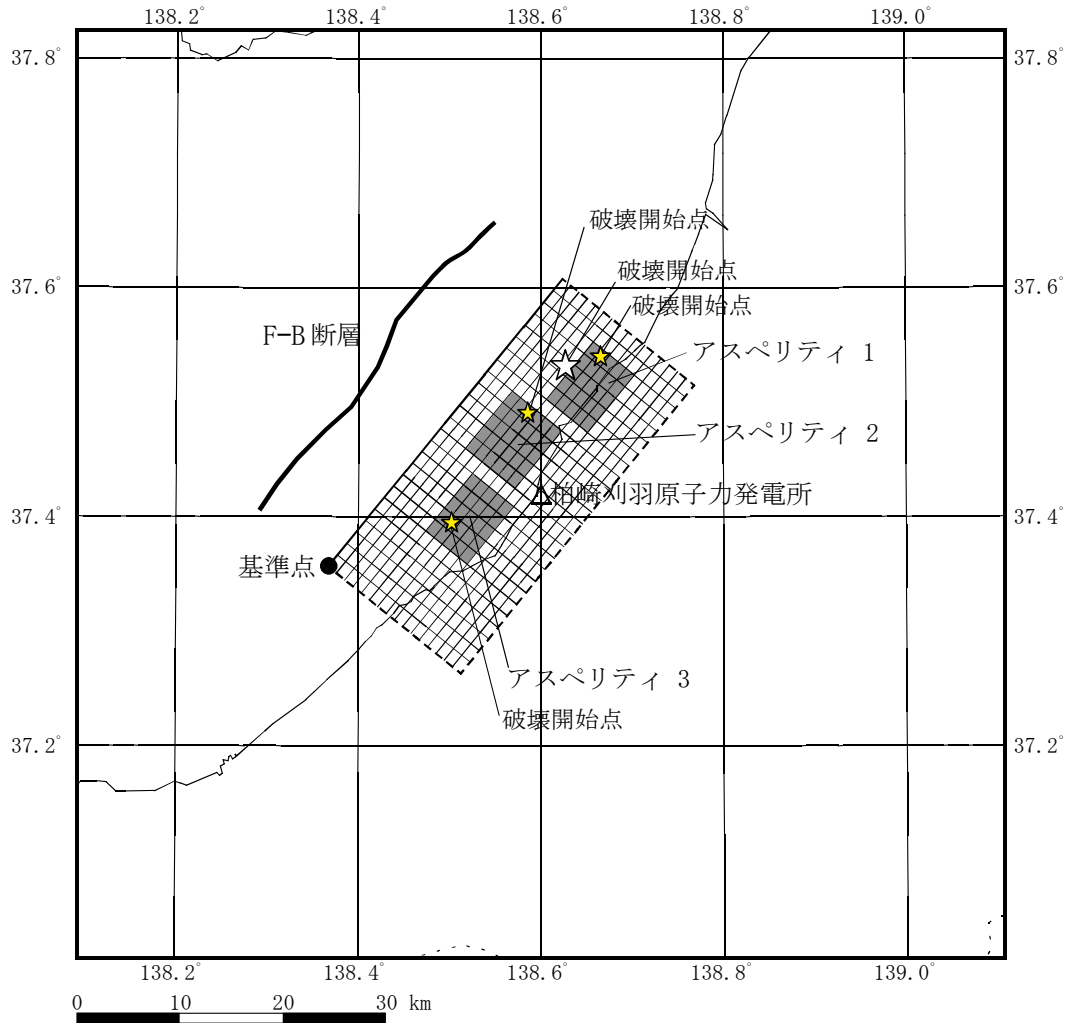 138.2° 138.4° 138.6° 138.8° 139.0°
37.8° 37.8°
破壊開始点
破壊開始点
37.6° 37.6°
破壊開始点
F-B断層
アスペリティ 1
アスペリティ 2
柏崎刈羽原子力発電所
37.4° 37.4°
基準点
アスペリティ 3
破壊開始点
37.2° 37.2°
138.2° 138.4° 138.6° 138.8° 139.0°
0 10 20 30 km